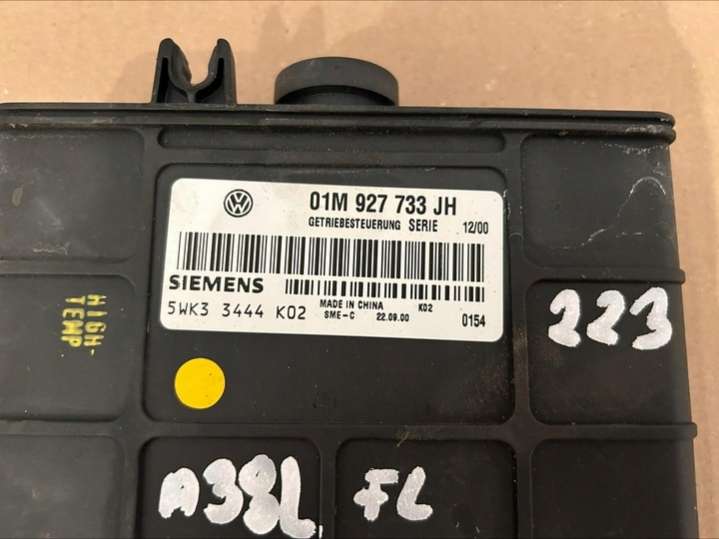 01M 927 733 JH
GETRIEBESTEUERUNG SERIE 12/00
SIEMENS
MADE IN CHINA K02
5WK3 3444 K02 SME-C 22.09.00 0154
HIGH-
TEMP
223
A38L FL